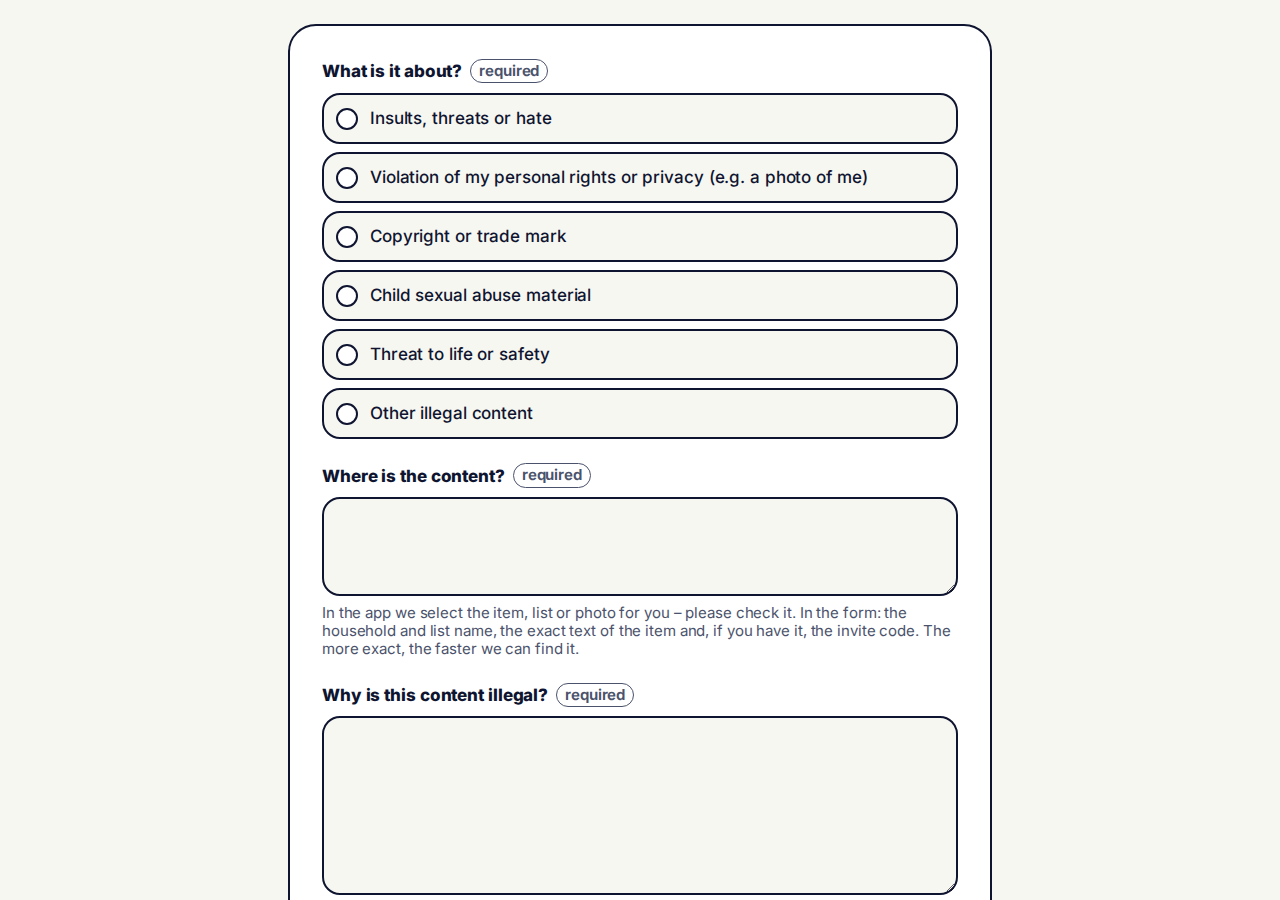 What is it about? required
Insults, threats or hate
Violation of my personal rights or privacy (e.g. a photo of me)
Copyright or trade mark
Child sexual abuse material
Threat to life or safety
Other illegal content
Where is the content? required
In the app we select the item, list or photo for you – please check it. In the form: the
household and list name, the exact text of the item and, if you have it, the invite code. The
more exact, the faster we can find it.
Why is this content illegal? required